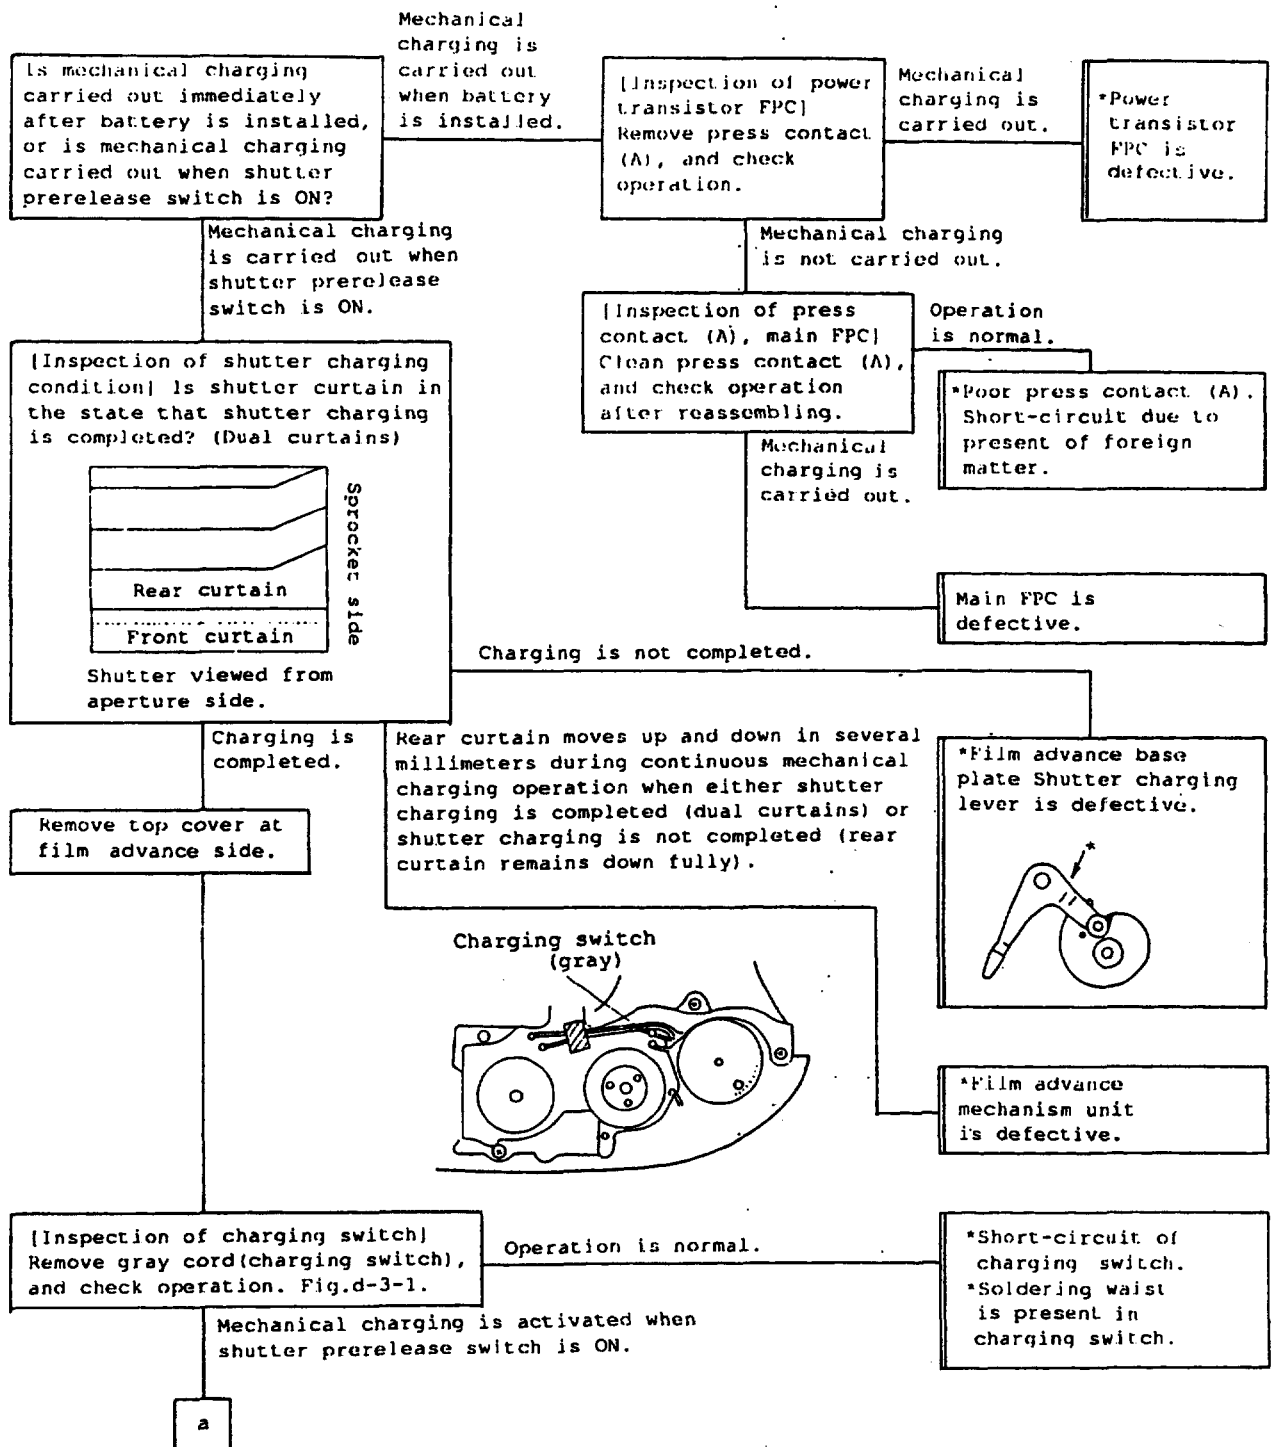 Mechanical
charging is
carried out
when battery
is installed.
Is mechanical charging
carried out immediately
after battery is installed,
or is mechanical charging
carried out when shutter
prerelease switch is ON?
[Inspection of power
transistor FPC]
Remove press contact
(A), and check
operation.
Mechanical
charging is
carried out.
*Power
transistor
FPC is
defective.
Mechanical charging
is carried out when
shutter prerelease
switch is ON.
Mechanical charging
is not carried out.
[Inspection of press
contact (A), main FPC]
Clean press contact (A),
and check operation
after reassembling.
Operation
is normal.
*Poor press contact (A).
Short-circuit due to
present of foreign
matter.
Mechanical
charging is
carried out.
Main FPC is
defective.
[Inspection of shutter charging
condition] Is shutter curtain in
the state that shutter charging
is completed? (Dual curtains)
Rear curtain
Front curtain
Sprocker side
Shutter viewed from
aperture side.
Charging is not completed.
Charging is
completed.
Rear curtain moves up and down in several
millimeters during continuous mechanical
charging operation when either shutter
charging is completed (dual curtains) or
shutter charging is not completed (rear
curtain remains down fully).
*Film advance base
plate Shutter charging
lever is defective.
*
Remove top cover at
film advance side.
Charging switch
(gray)
*Film advance
mechanism unit
is defective.
[Inspection of charging switch]
Remove gray cord(charging switch),
and check operation. Fig.d-3-1.
Operation is normal.
*Short-circuit of
charging switch.
*Soldering waist
is present in
charging switch.
Mechanical charging is activated when
shutter prerelease switch is ON.
a